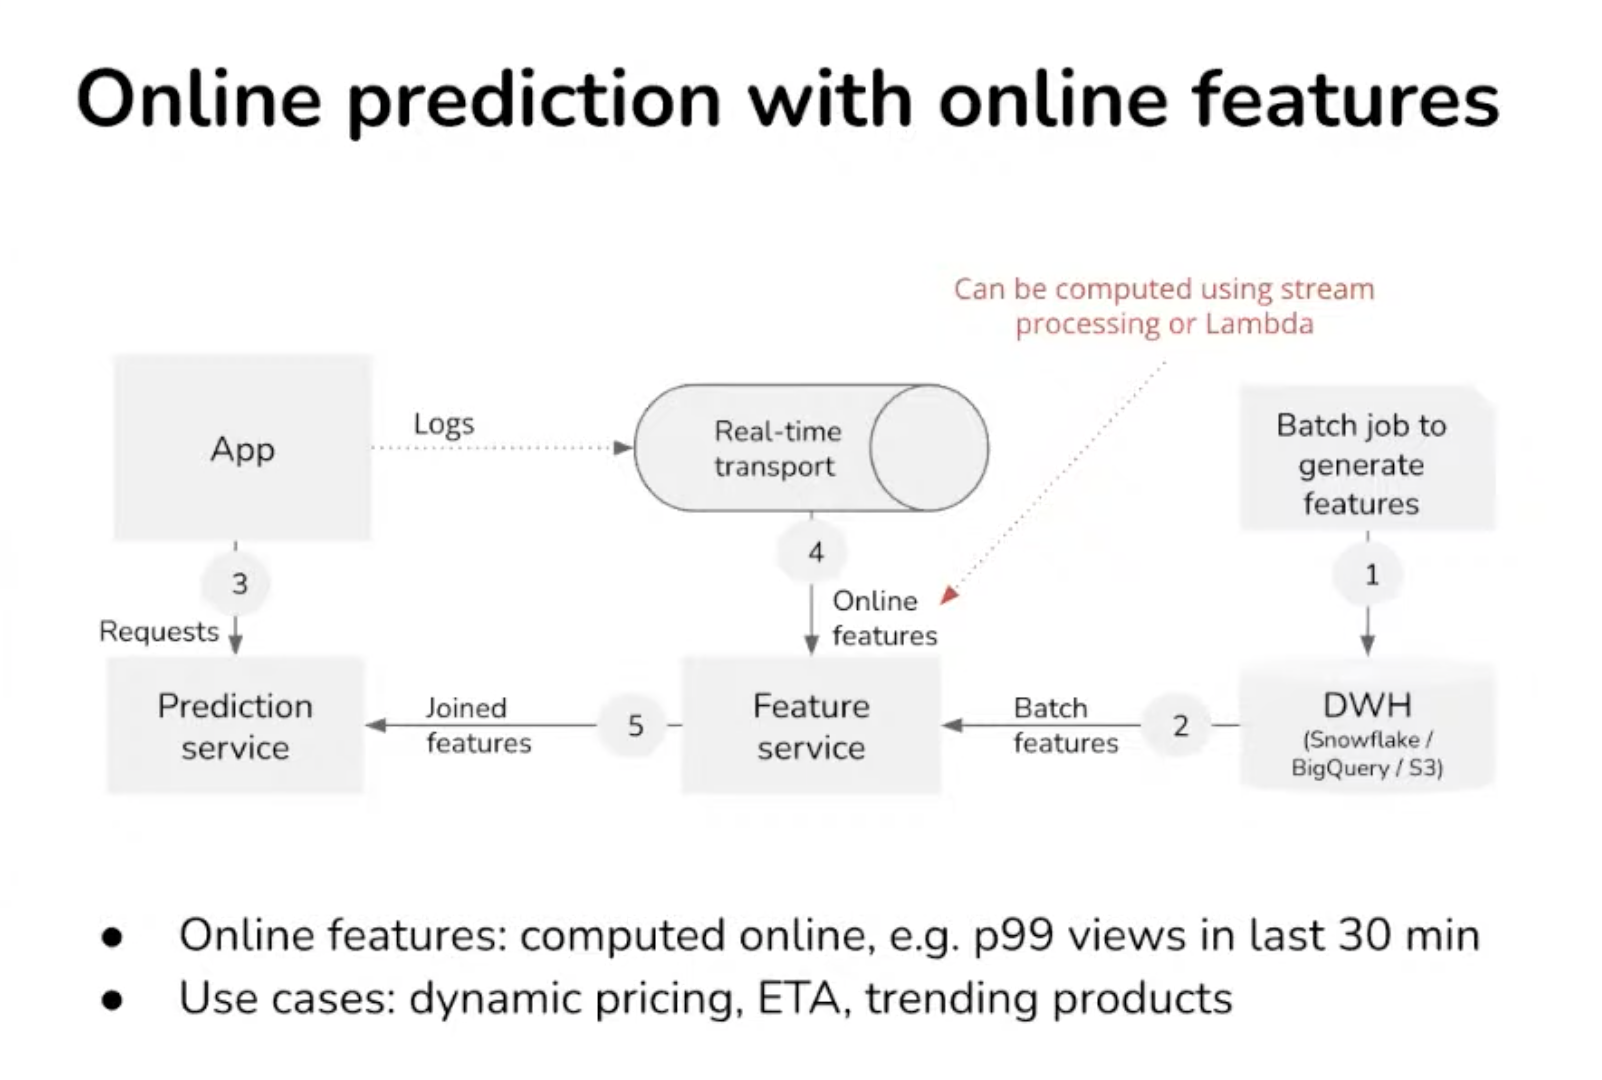 Online prediction with online features
Can be computed using stream
processing or Lambda
App
Logs
Real-time
transport
Batch job to
generate
features
3
4
1
Requests
Online
features
Prediction
service
Joined
features
5
Feature
service
Batch
features
2
DWH
(Snowflake /
BigQuery / S3)
● Online features: computed online, e.g. p99 views in last 30 min
● Use cases: dynamic pricing, ETA, trending products